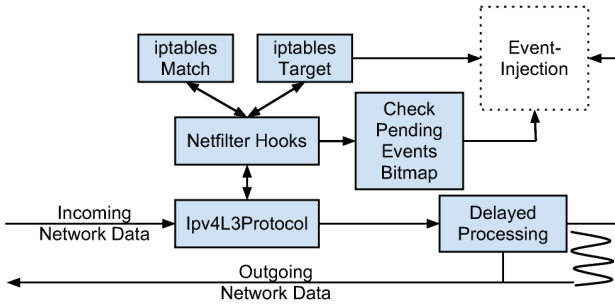 iptables
Match
iptables
Target
Event-
Injection
Netfilter Hooks
Check
Pending
Events
Bitmap
Incoming
Network Data
Ipv4L3Protocol
Delayed
Processing
Outgoing
Network Data